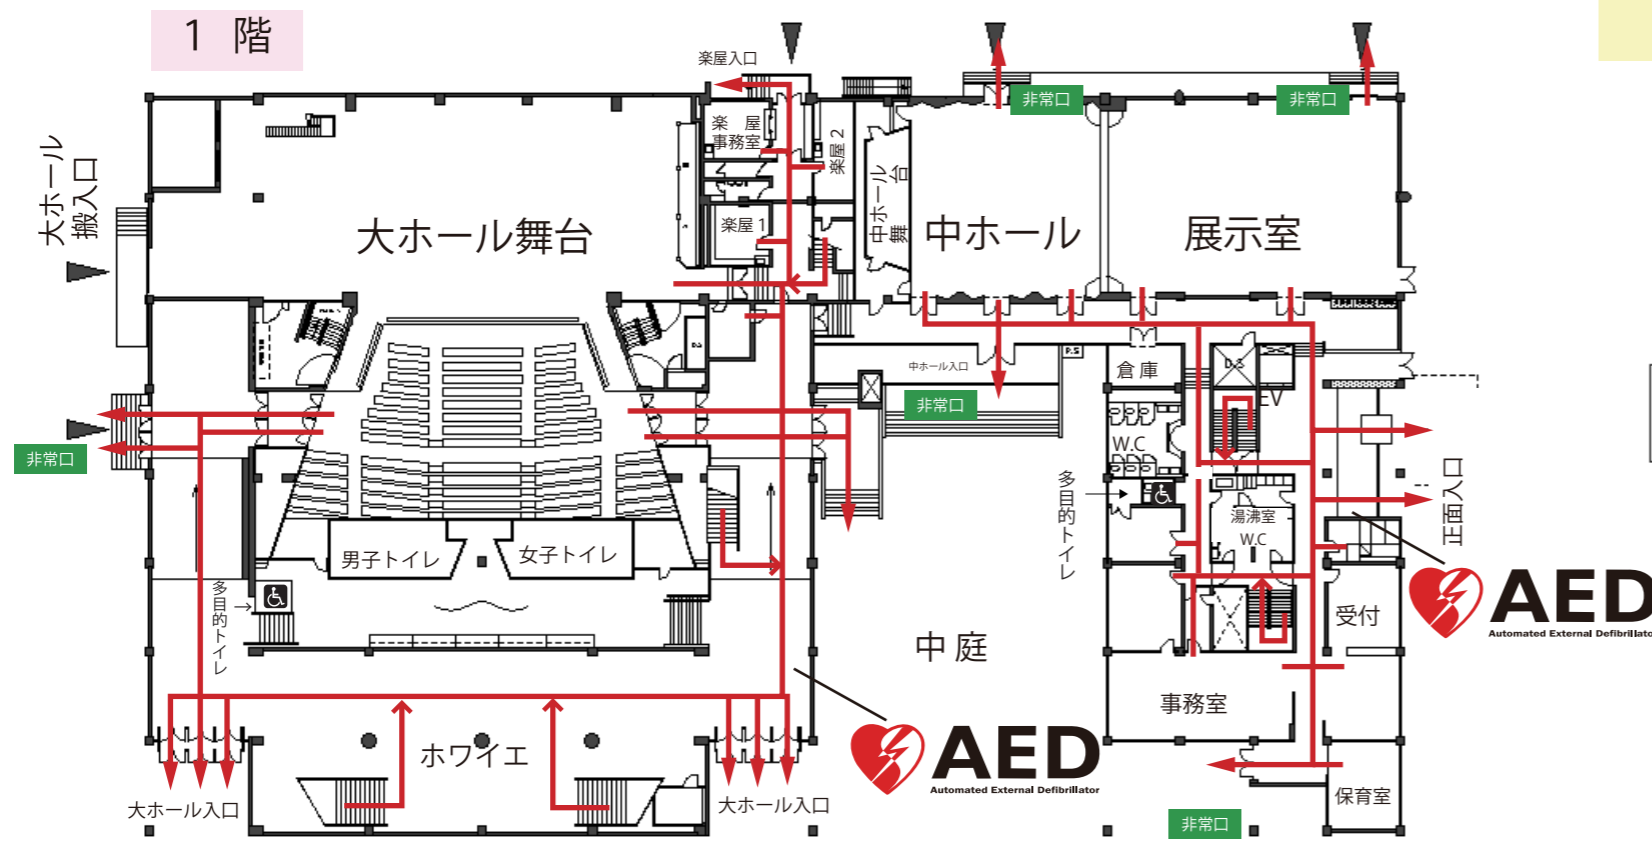 1 階
楽屋入口
非常口
非常口
大ホール
搬入口
楽 屋
事務室
楽屋2
楽屋1
大ホール舞台
中ホール
舞台
中ホール
展示室
中ホール入口
P.S
倉庫
D.S
EV
非常口
非常口
W.C
多目的トイレ
湯沸室
W.C
正面入口
男子トイレ
女子トイレ
多目的トイレ
中庭
受付
AED
Automated External Defibrillator
事務室
ホワイエ
AED
Automated External Defibrillator
大ホール入口
大ホール入口
保育室
非常口